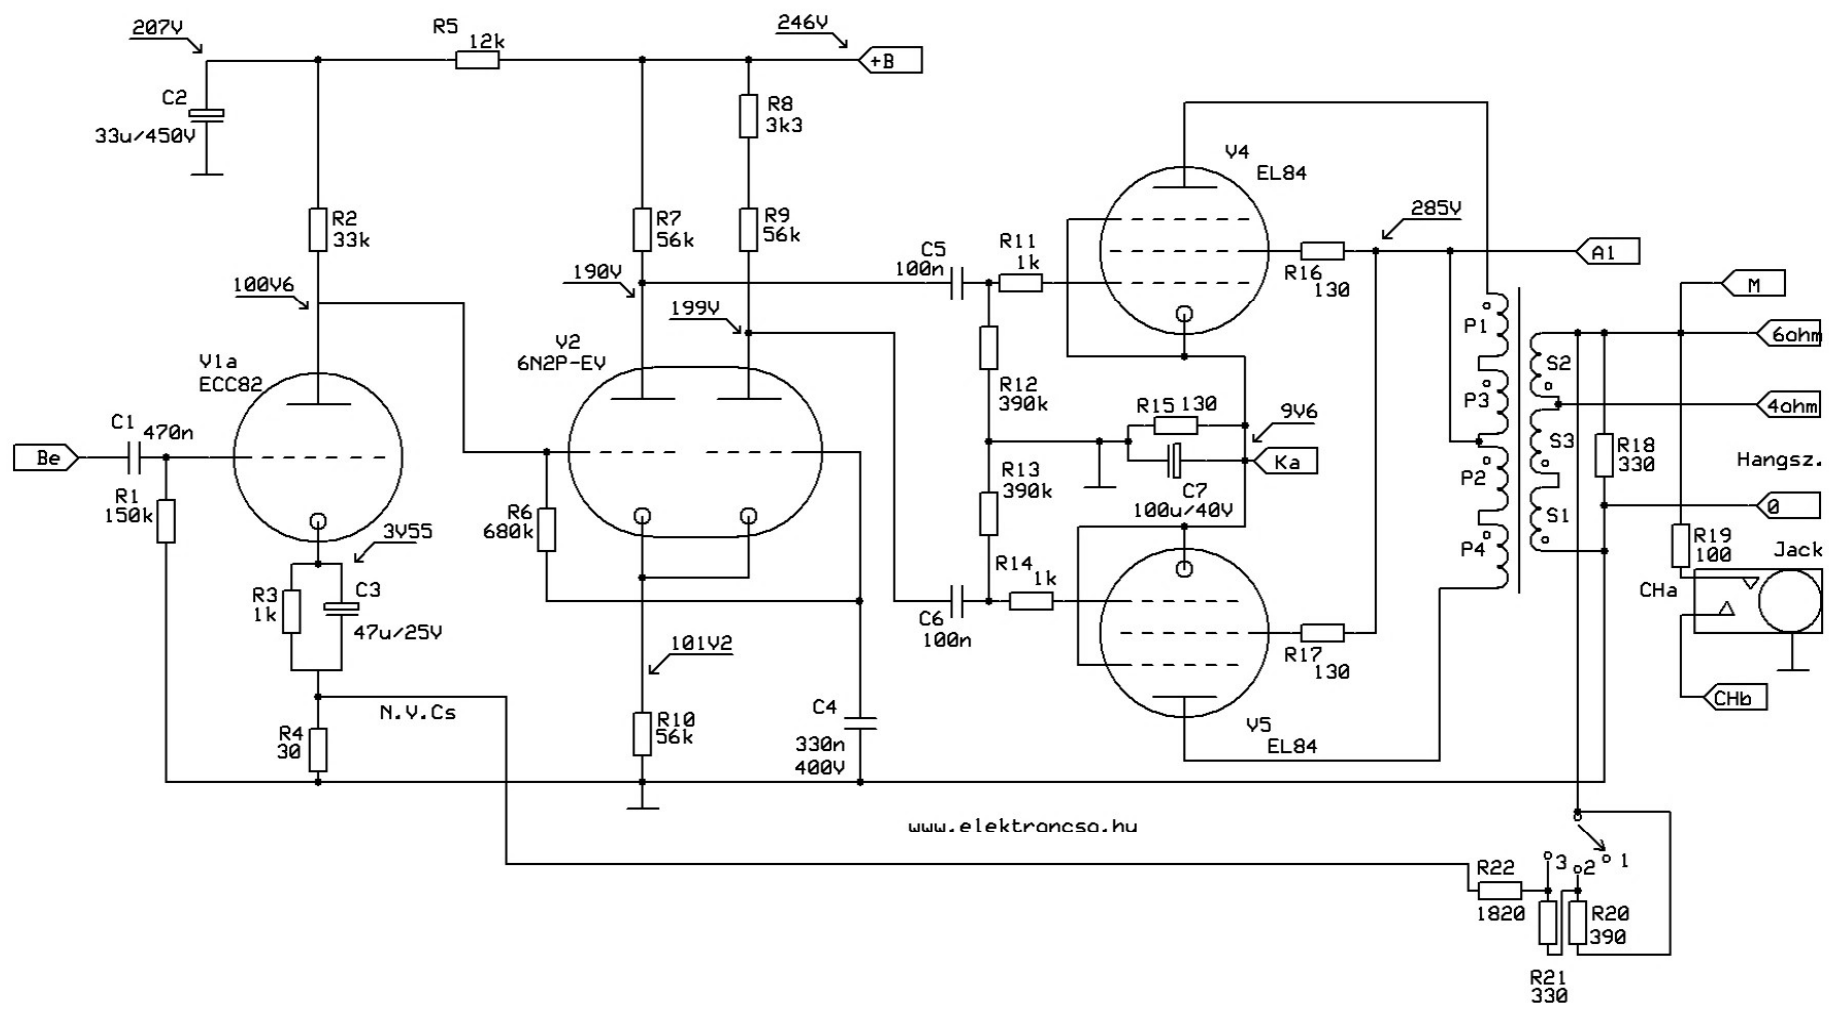 207V
R5
12k
246V
+B
C2
33u/450V
R8
3k3
V4
EL84
R2
33k
R7
56k
R9
56k
C5
100n
R11
1k
285V
R16
130
A1
M
100V6
190V
199V
P1
6ohm
V1a
ECC82
V2
6N2P-EV
R12
390k
R15 130
9V6
P3
S2
4ohm
C1
470n
Be
R1
150k
R6
680k
R13
390k
Ka
C7
100u/40V
P2
S3
R18
330
Hangsz.
0
3V55
P4
S1
R19
100
Jack
R3
1k
C3
47u/25V
C6
100n
R14
1k
CHa
101V2
R17
130
N.V.Cs
R4
30
R10
56k
C4
330n
400V
V5
EL84
CHb
www.elektroncso.hu
R22
1820
3
2
1
R20
390
R21
330